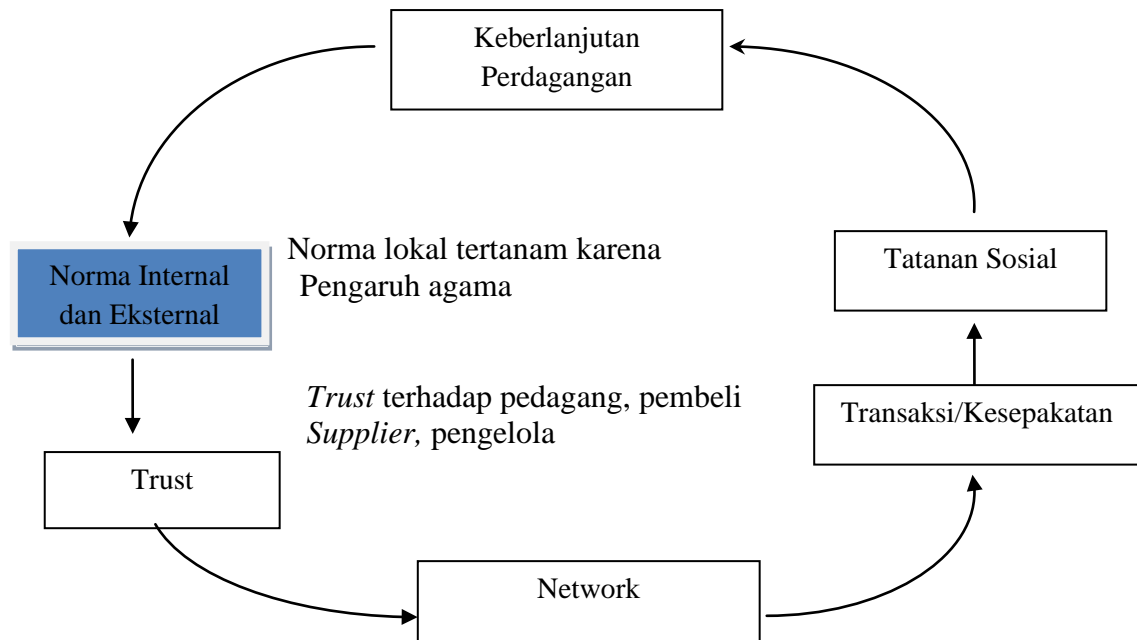 Keberlanjutan
Perdagangan
Norma Internal
dan Eksternal
Norma lokal tertanam karena
Pengaruh agama
Tatanan Sosial
Trust terhadap pedagang, pembeli
Supplier, pengelola
Transaksi/Kesepakatan
Trust
Network